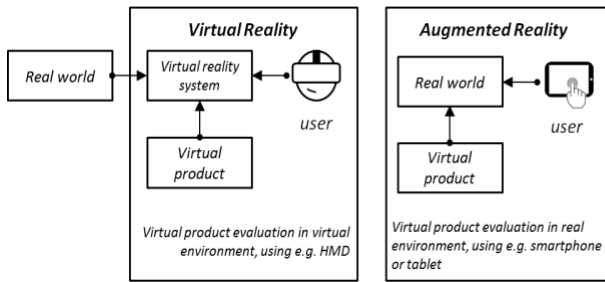 Virtual Reality
Real world
Virtual reality
system
user
Virtual
product
Virtual product evaluation in virtual
environment, using e.g. HMD
Augmented Reality
Real world
user
Virtual
product
Virtual product evaluation in real
environment, using e.g. smartphone
or tablet